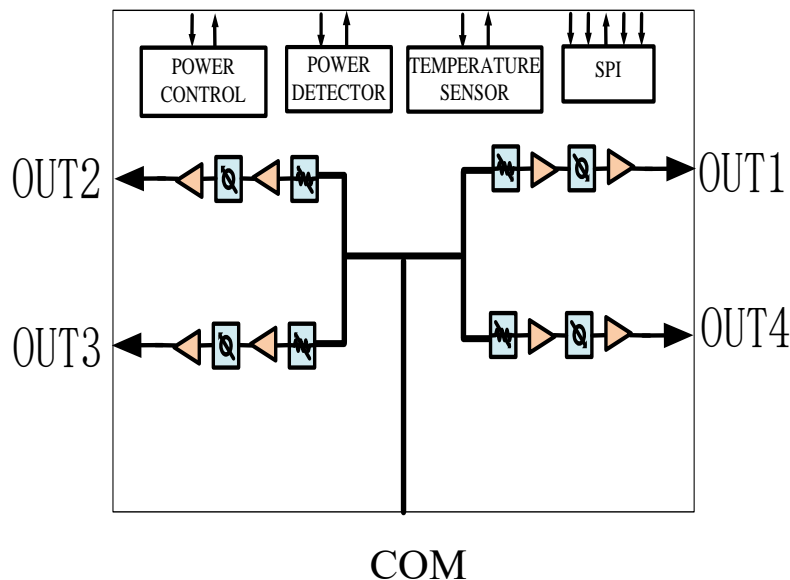 POWER
CONTROL
POWER
DETECTOR
TEMPERATURE
SENSOR
SPI
OUT2
OUT1
OUT3
OUT4
COM